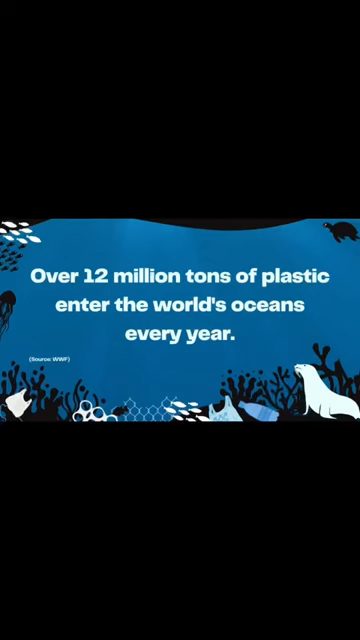 Over 12 million tons of plastic
enter the world's oceans
every year.
(Source: WWF)